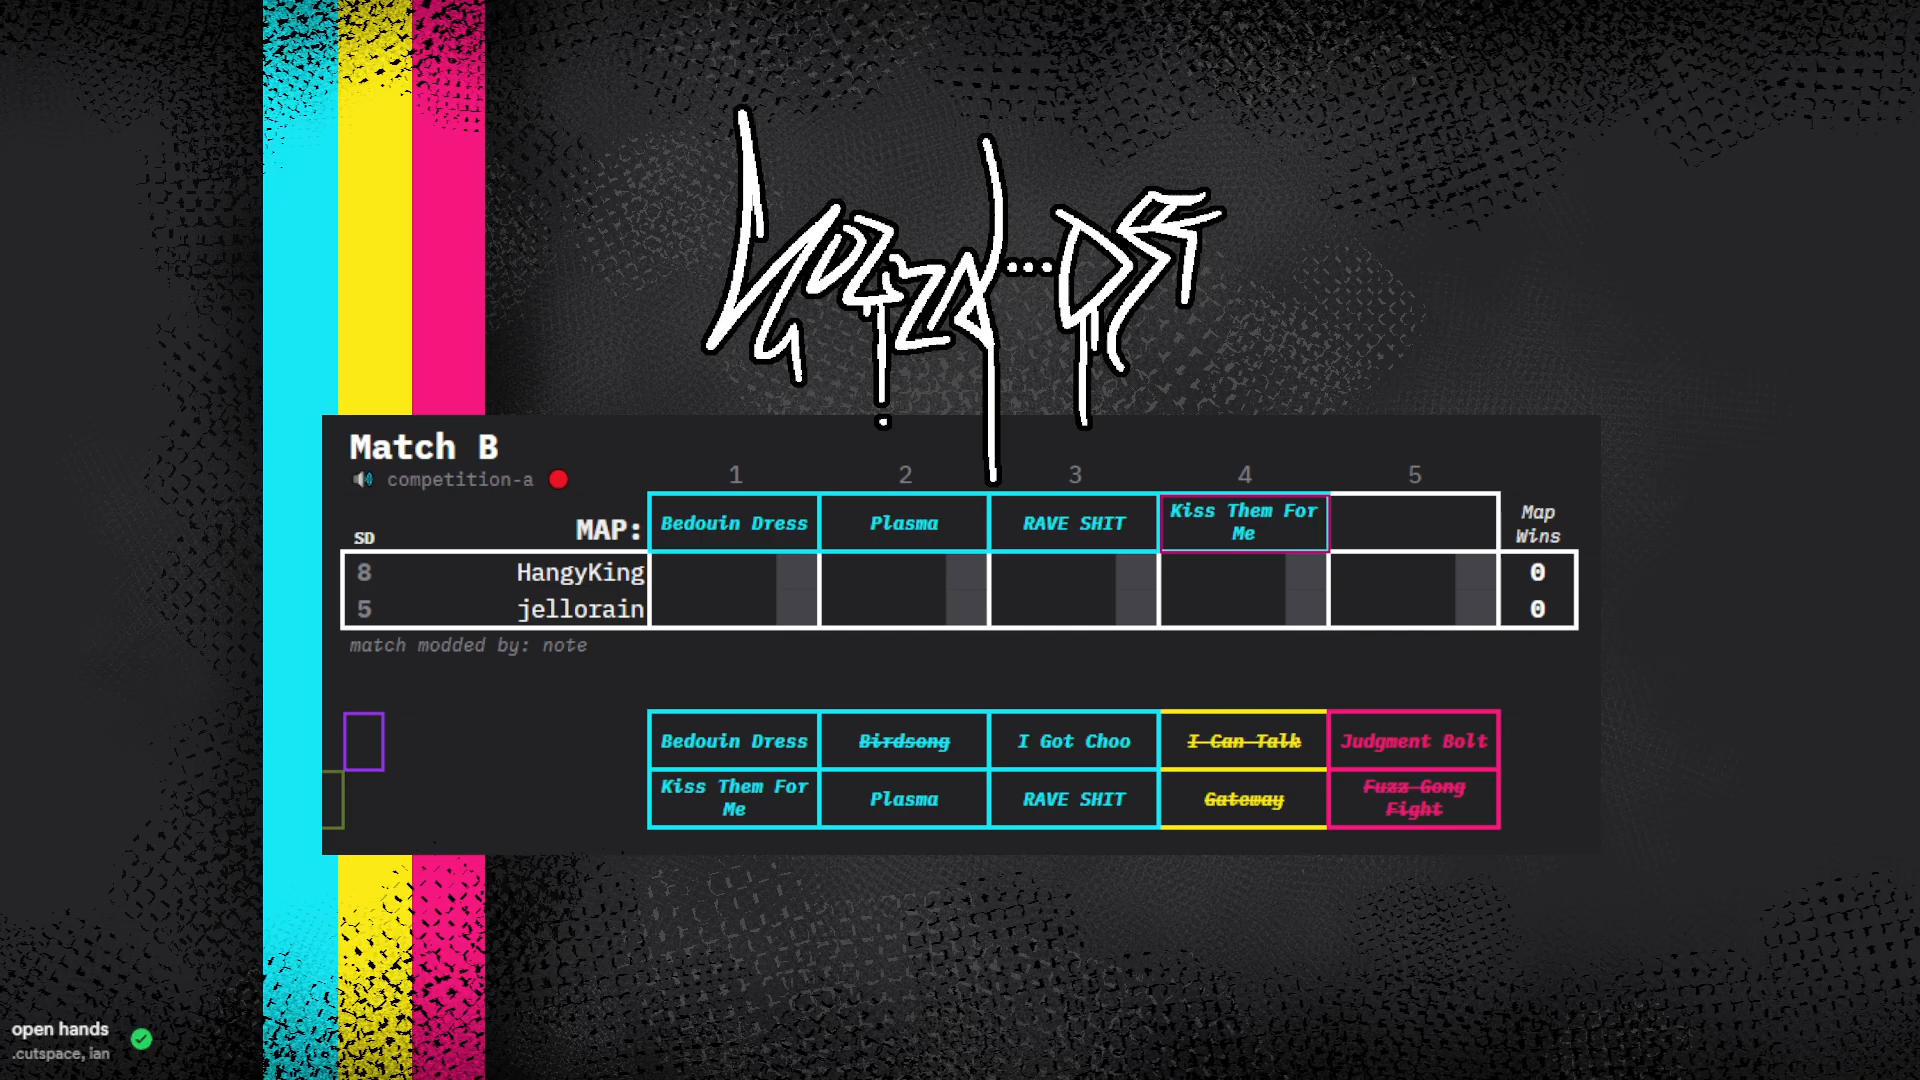 Match B
competition-a
1 2 3 4 5
SD MAP: Bedouin Dress Plasma RAVE SHIT Kiss Them For Me Map Wins
8 HangyKing 0
5 jellorain 0
match modded by: note
Bedouin Dress Birdsong I Got Choo I Can Talk Judgment Bolt
Kiss Them For Me Plasma RAVE SHIT Gateway Fuzz Gong Fight
open hands
.cutspace, ian